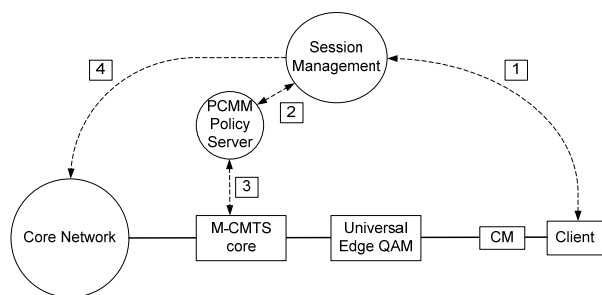 Session
Management
4
1
2
PCMM
Policy
Server
3
Core Network
M-CMTS
core
Universal
Edge QAM
CM
Client